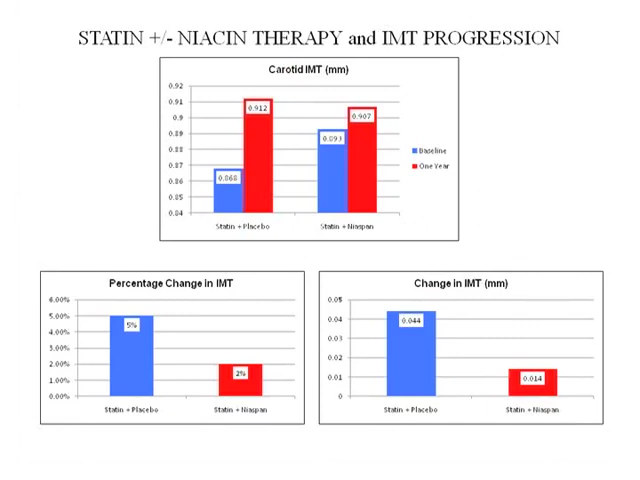 STATIN +/- NIACIN THERAPY and IMT PROGRESSION
Carotid IMT (mm)
0.92
0.91
0.9
0.89
0.88
0.87
0.86
0.85
0.84
0.868
0.912
0.893
0.907
Statin + Placebo
Statin + Niaspan
Baseline
One Year
Percentage Change in IMT
6.00%
5.00%
4.00%
3.00%
2.00%
1.00%
0.00%
5%
2%
Statin + Placebo
Statin + Niaspan
Change in IMT (mm)
0.05
0.04
0.03
0.02
0.01
0
0.044
0.014
Statin + Placebo
Statin + Niaspan